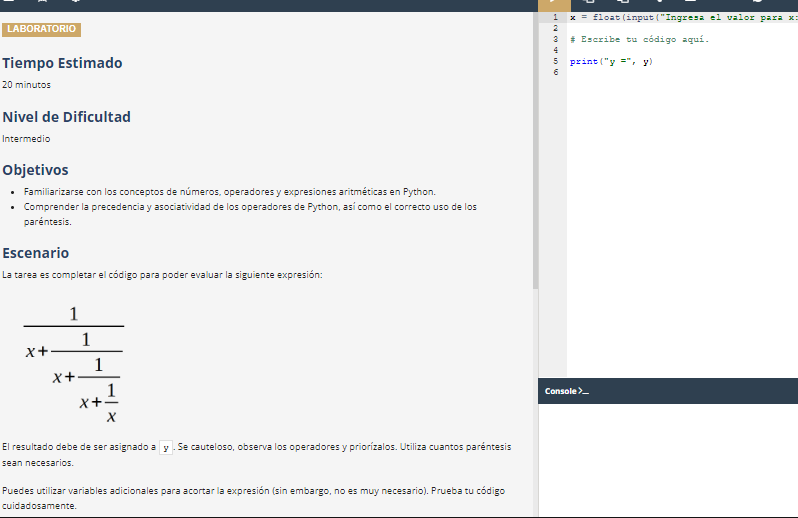 LABORATORIO
Tiempo Estimado
20 minutos
Nivel de Dificultad
Intermedio
Objetivos
Familiarizarse con los conceptos de números, operadores y expresiones aritméticas en Python.
Comprender la precedencia y asociatividad de los operadores de Python, así como el correcto uso de los
paréntesis.
Escenario
La tarea es completar el código para poder evaluar la siguiente expresión:
1
x+ 1
x+ 1
x+ 1
x
El resultado debe de ser asignado a y . Se cauteloso, observa los operadores y priorízalos. Utiliza cuantos paréntesis
sean necesarios.
Puedes utilizar variables adicionales para acortar la expresión (sin embargo, no es muy necesario). Prueba tu código
cuidadosamente.
1 x = float(input("Ingresa el valor para x:
2
3 # Escribe tu código aquí.
4
5 print("y =", y)
6
Console >_